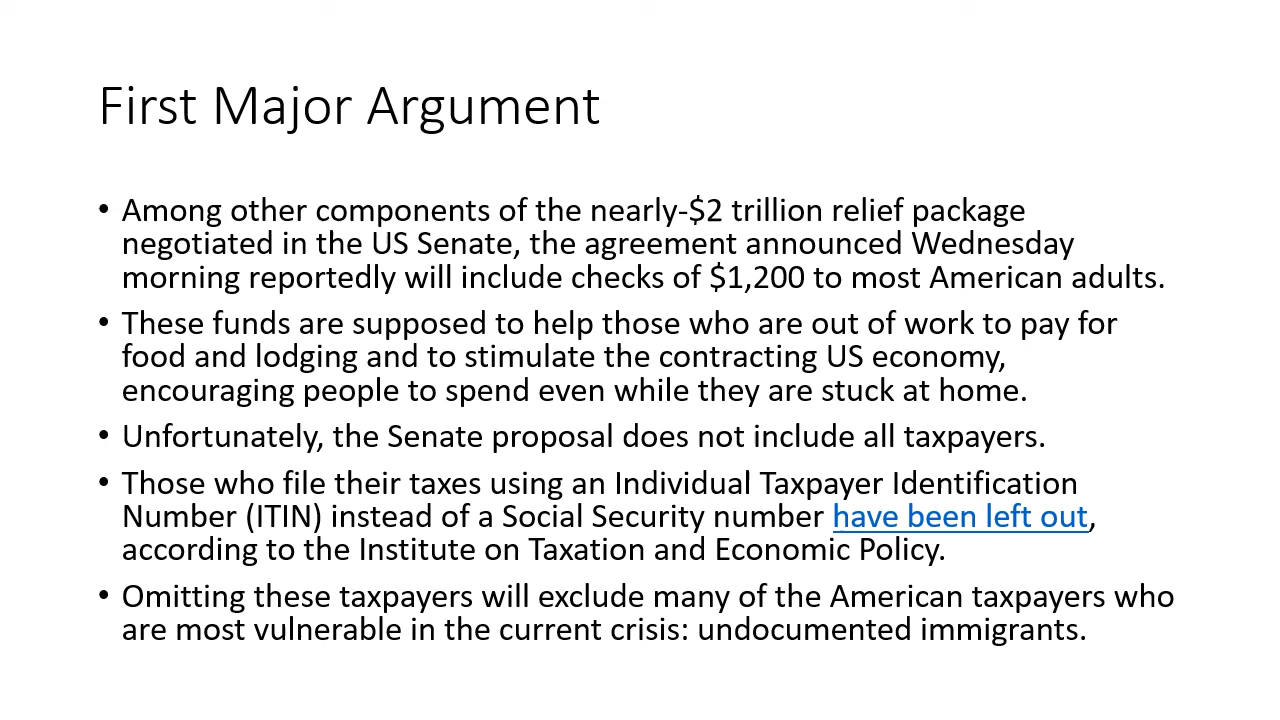 First Major Argument
• Among other components of the nearly-$2 trillion relief package
negotiated in the US Senate, the agreement announced Wednesday
morning reportedly will include checks of $1,200 to most American adults.
• These funds are supposed to help those who are out of work to pay for
food and lodging and to stimulate the contracting US economy,
encouraging people to spend even while they are stuck at home.
• Unfortunately, the Senate proposal does not include all taxpayers.
• Those who file their taxes using an Individual Taxpayer Identification
Number (ITIN) instead of a Social Security number have been left out,
according to the Institute on Taxation and Economic Policy.
• Omitting these taxpayers will exclude many of the American taxpayers who
are most vulnerable in the current crisis: undocumented immigrants.